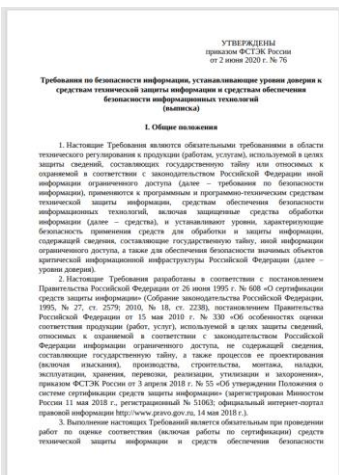 УТВЕРЖДЕНЫ
приказом ФСТЭК России
от 2 июня 2020 г. № 76
Требования по безопасности информации, устанавливающие уровни доверия к
средствам технической защиты информации и средствам обеспечения
безопасности информационных технологий
(выписка)
I. Общие положения
1. Настоящие Требования являются обязательными требованиями в области
технического регулирования к продукции (работам, услугам), используемой в целях
защиты сведений, составляющих государственную тайну или относимых к
охраняемой в соответствии с законодательством Российской Федерации иной
информации ограниченного доступа (далее – требования по безопасности
информации), применяются к программным и программно-техническим средствам
технической защиты информации, средствам обеспечения безопасности
информационных технологий, включая защищенные средства обработки
информации (далее – средства), и устанавливают уровни, характеризующие
безопасность применения средств для обработки и защиты информации,
содержащей сведения, составляющие государственную тайну, иной информации
ограниченного доступа, а также для обеспечения безопасности значимых объектов
критической информационной инфраструктуры Российской Федерации (далее –
уровни доверия).
2. Настоящие Требования разработаны в соответствии с постановлением
Правительства Российской Федерации от 26 июня 1995 г. № 608 «О сертификации
средств защиты информации» (Собрание законодательства Российской Федерации,
1995, № 27, ст. 2579; 2010, № 18, ст. 2238), постановлением Правительства
Российской Федерации от 15 мая 2010 г. № 330 «Об особенностях оценки
соответствия продукции (работ, услуг), используемой в целях защиты сведений,
относимых к охраняемой в соответствии с законодательством Российской
Федерации информации ограниченного доступа, не содержащей сведения,
составляющие государственную тайну, а также процессов ее проектирования
(включая изыскания), производства, строительства, монтажа, наладки,
эксплуатации, хранения, перевозки, реализации, утилизации и захоронения»,
приказом ФСТЭК России от 3 апреля 2018 г. № 55 «Об утверждении Положения о
системе сертификации средств защиты информации» (зарегистрирован Минюстом
России 11 мая 2018 г., регистрационный № 51063; официальный интернет-портал
правовой информации http://www.pravo.gov.ru, 14 мая 2018 г.).
3. Выполнение настоящих Требований является обязательным при проведении
работ по оценке соответствия (включая работы по сертификации) средств
технической защиты информации и средств обеспечения безопасности